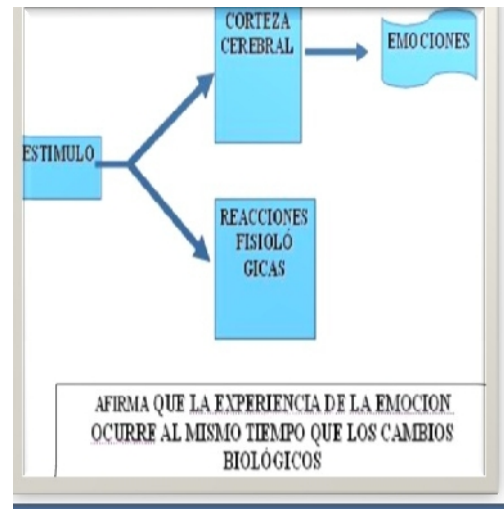 CORTEZA
CEREBRAL
EMOCIONES
ESTIMULO
REACCIONES
FISIOLÓ
GICAS
AFIRMA QUE LA EXPERIENCIA DE LA EMOCION
OCURRE AL MISMO TIEMPO QUE LOS CAMBIOS
BIOLÓGICOS